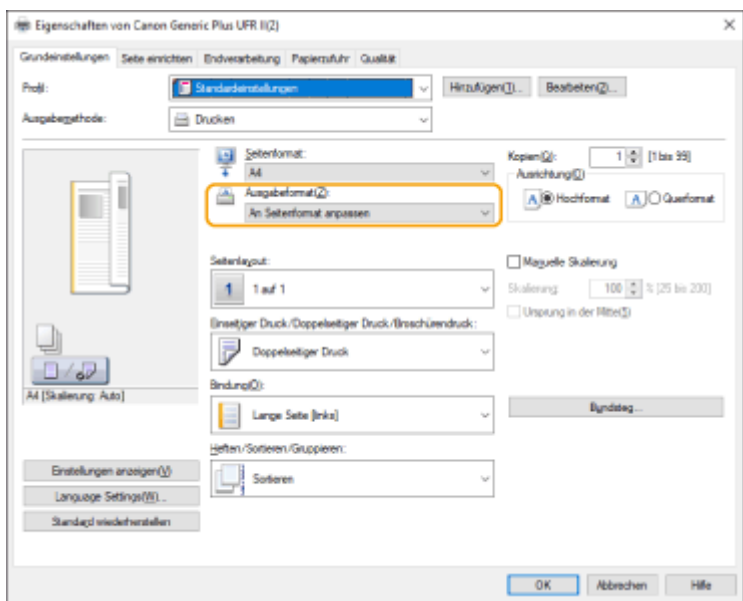 Eigenschaften von Canon Generic Plus UFR II(2)
Grundeinstellungen Seite einrichten Endverarbeitung Papierzufuhr Qualität
Profil: Standardeinstellungen Hinzufügen(1)... Bearbeiten(2)...
Ausgabemethode: Drucken
Seitenformat:
A4
Ausgabeformat(Z):
An Seitenformat anpassen
Kopien(Q): 1 [1 bis 99]
Ausrichtung(O)
A Hochformat A Querformat
Seitenlayout:
1 1 auf 1
Manuelle Skalierung
Skalierung: 100 % [25 bis 200]
Ursprung in der Mitte(5)
Einseitiger Druck/Doppelseitiger Druck/Broschürendruck:
Doppelseitiger Druck
A4 [Skalierung: Auto]
Bindung(O):
Lange Seite [links]
Bundsteg...
Heften/Sortieren/Gruppieren:
Sortieren
Einstellungen anzeigen(V)
Language Settings(W)...
Standard wiederherstellen
OK Abbrechen Hilfe